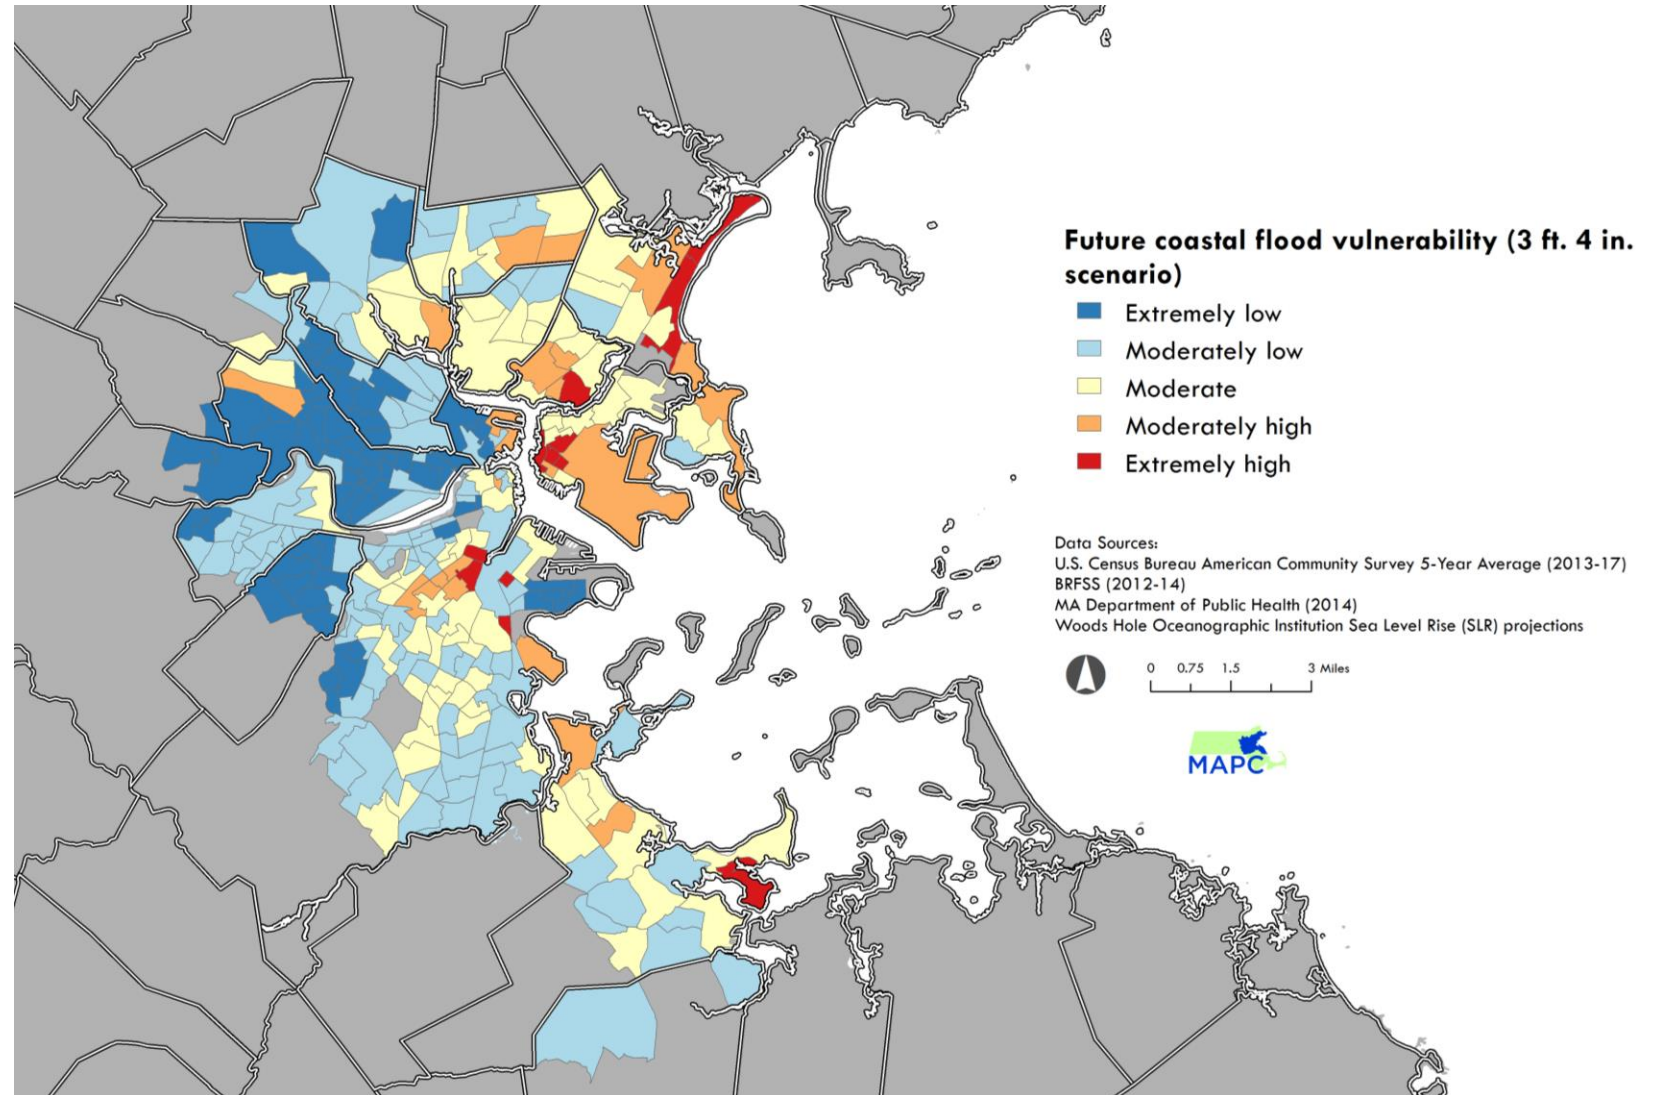 Future coastal flood vulnerability (3 ft. 4 in.
scenario)
Extremely low
Moderately low
Moderate
Moderately high
Extremely high
Data Sources:
U.S. Census Bureau American Community Survey 5-Year Average (2013-17)
BRFSS (2012-14)
MA Department of Public Health (2014)
Woods Hole Oceanographic Institution Sea Level Rise (SLR) projections
0 0.75 1.5 3 Miles
MAPC